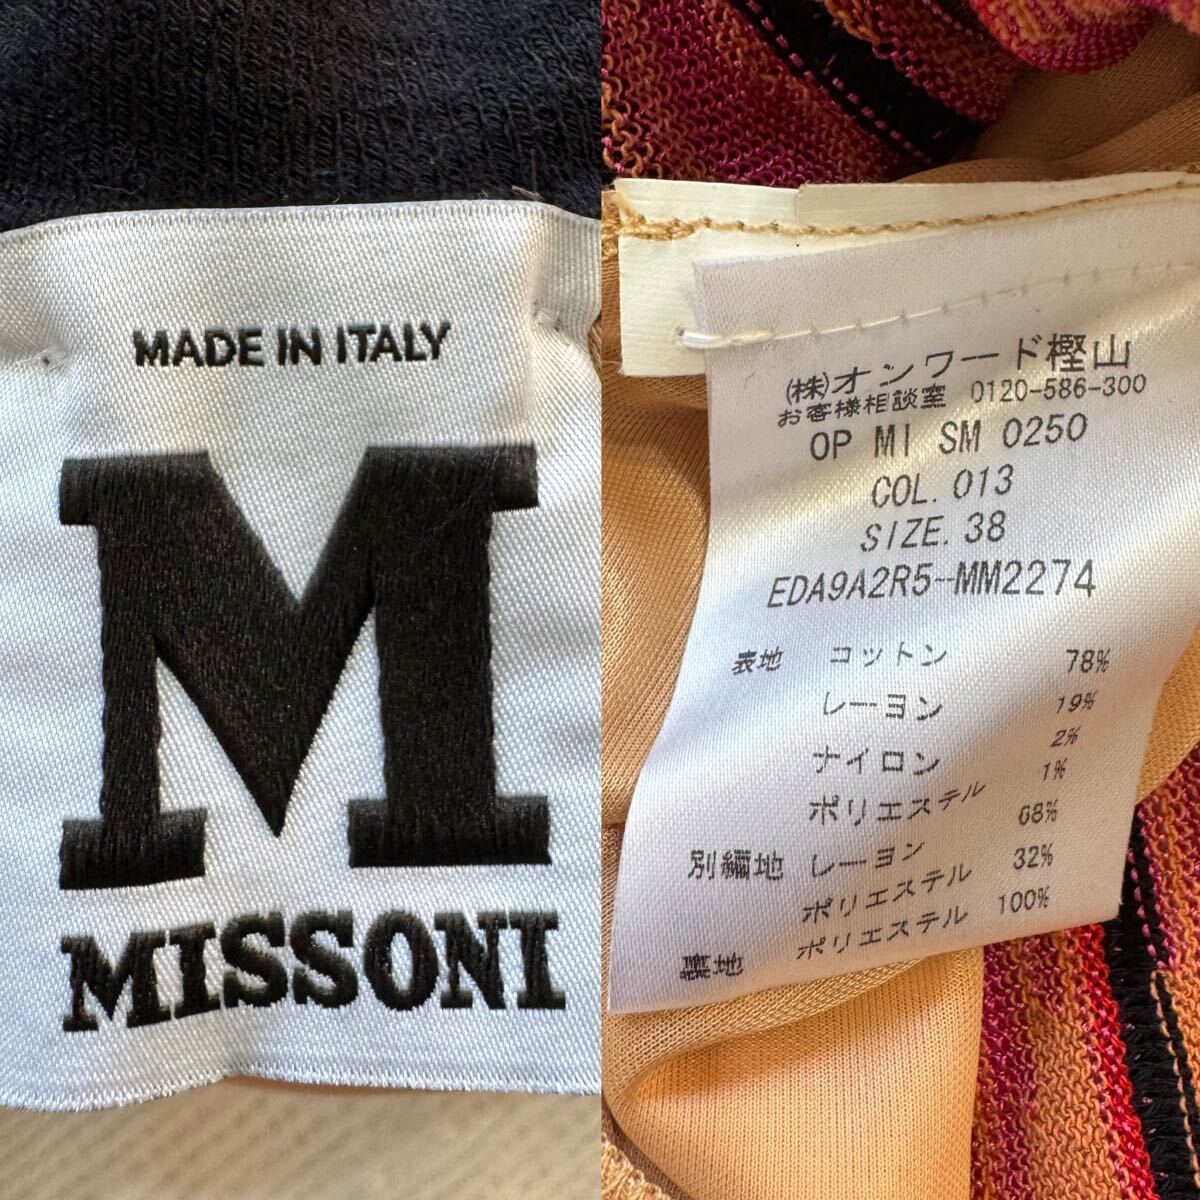 MADE IN ITALY
M
MISSONI
(株)オンワード樫山
お客様相談室 0120-586-300
OP MI SM 0250
COL. 013
SIZE. 38
EDA9A2R5-MM2274
表地 コットン 78%
レーヨン 19%
ナイロン 2%
ポリエステル 1%
別編地 レーヨン 68%
ポリエステル 32%
裏地 ポリエステル 100%